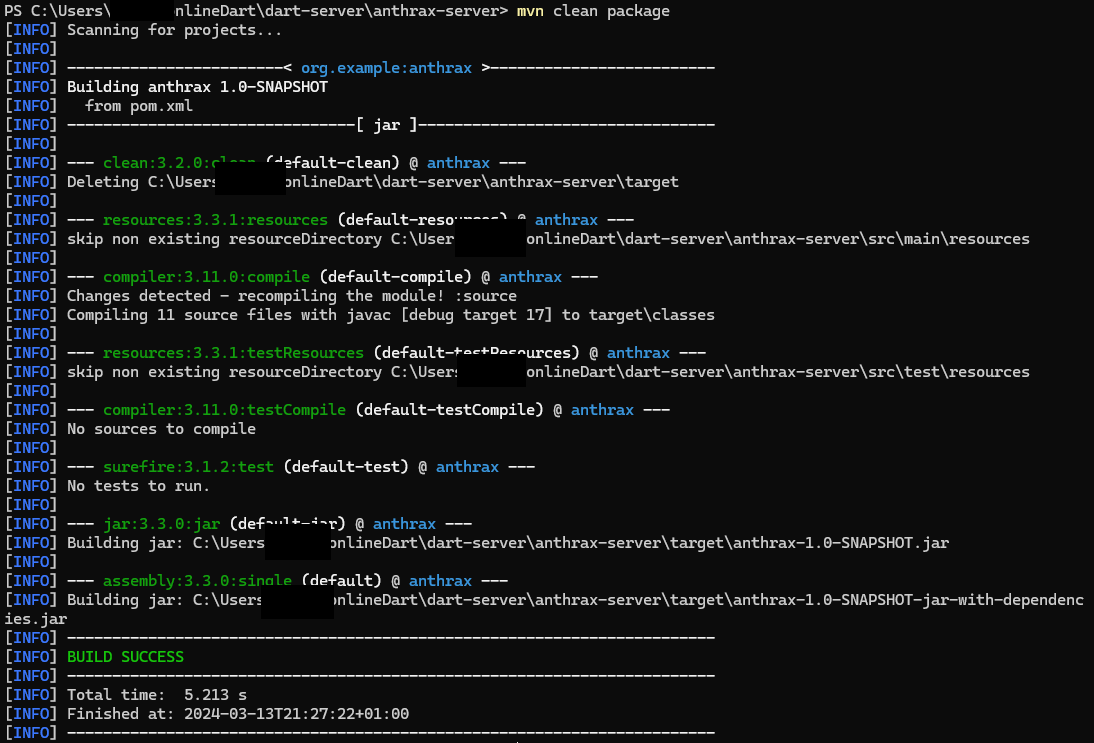 PS C:\Users\ nlineDart\dart-server\anthrax-server> mvn clean package
[INFO] Scanning for projects...
[INFO]
[INFO] ------------------------< org.example:anthrax >-------------------------
[INFO] Building anthrax 1.0-SNAPSHOT
[INFO]   from pom.xml
[INFO] --------------------------------[ jar ]---------------------------------
[INFO]
[INFO] --- clean:3.2.0:clean (default-clean) @ anthrax ---
[INFO] Deleting C:\Users onlineDart\dart-server\anthrax-server\target
[INFO]
[INFO] --- resources:3.3.1:resources (default-resources) @ anthrax ---
[INFO] skip non existing resourceDirectory C:\User onlineDart\dart-server\anthrax-server\src\main\resources
[INFO]
[INFO] --- compiler:3.11.0:compile (default-compile) @ anthrax ---
[INFO] Changes detected - recompiling the module! :source
[INFO] Compiling 11 source files with javac [debug target 17] to target\classes
[INFO]
[INFO] --- resources:3.3.1:testResources (default-testResources) @ anthrax ---
[INFO] skip non existing resourceDirectory C:\Users onlineDart\dart-server\anthrax-server\src\test\resources
[INFO]
[INFO] --- compiler:3.11.0:testCompile (default-testCompile) @ anthrax ---
[INFO] No sources to compile
[INFO]
[INFO] --- surefire:3.1.2:test (default-test) @ anthrax ---
[INFO] No tests to run.
[INFO]
[INFO] --- jar:3.3.0:jar (default-jar) @ anthrax ---
[INFO] Building jar: C:\Users onlineDart\dart-server\anthrax-server\target\anthrax-1.0-SNAPSHOT.jar
[INFO]
[INFO] --- assembly:3.3.0:single (default) @ anthrax ---
[INFO] Building jar: C:\Users onlineDart\dart-server\anthrax-server\target\anthrax-1.0-SNAPSHOT-jar-with-dependenc
ies.jar
[INFO] ------------------------------------------------------------------------
[INFO] BUILD SUCCESS
[INFO] ------------------------------------------------------------------------
[INFO] Total time:  5.213 s
[INFO] Finished at: 2024-03-13T21:27:22+01:00
[INFO] ------------------------------------------------------------------------